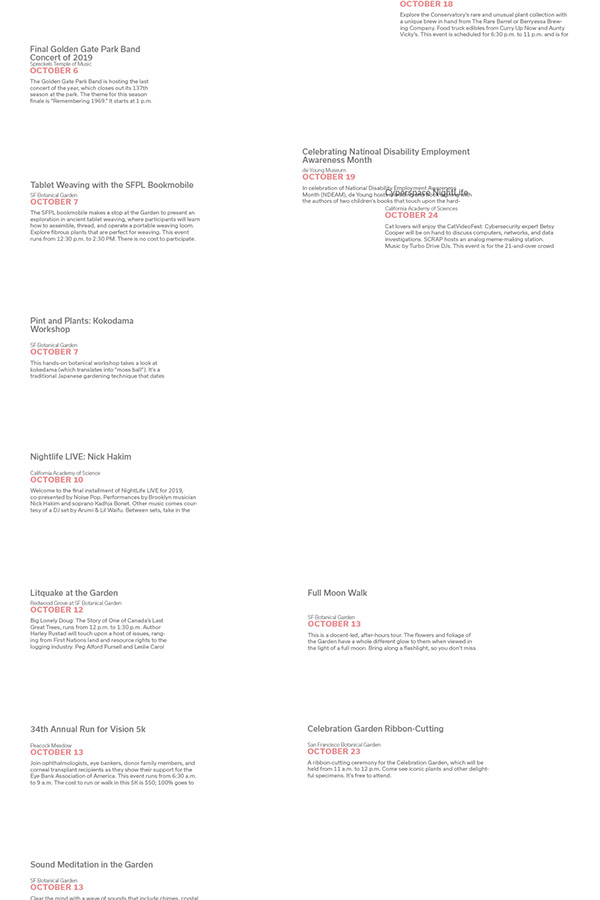 OCTOBER 18
Explore the Conservatory's rare and unusual plant collection with
a unique brew in hand from The Rare Barrel or Berryessa Brew-
ing Company. Food truck edibles from Curry Up Now and Aunty
Vicky's. This event is scheduled for 6:30 p.m. to 11 p.m. and is for
Final Golden Gate Park Band
Concert of 2019
Spreckels Temple of Music
OCTOBER 6
The Golden Gate Park Band is hosting the last
concert of the year, which closes out its 137th
season at the park. The theme for this season
finale is "Remembering 1969." It starts at 1 p.m.
Celebrating Natinoal Disability Employment
Awareness Month
de Young Museum
OCTOBER 19
In celebration of National Disability Employment Awareness
Month (NDEAM), de Young hosts
the authors of two children's books that touch upon the hard-
Tablet Weaving with the SFPL Bookmobile
SF Botanical Garden
OCTOBER 7
The SFPL bookmobile makes a stop at the Garden to present an
exploration in ancient tablet weaving, where participants will learn
how to assemble, thread, and operate a portable weaving loom.
Explore fibrous plants that are perfect for weaving. This event
runs from 12:30 p.m. to 2:30 PM. There is no cost to participate.
Cyperspace NightLife
California Academy of Sciences
OCTOBER 24
Cat lovers will enjoy the CatVideoFest. Cybersecurity expert Betsy
Cooper will be on hand to discuss computers, networks, and data
investigations. SCRAP hosts an analog meme-making station.
Music by Turbo Drive DJs. This event is for the 21-and-over crowd
Pint and Plants: Kokodama
Workshop
SF Botanical Garden
OCTOBER 7
This hands-on botanical workshop takes a look at
kokedama (which translates into "moss ball"). It's a
traditional Japanese gardening technique that dates
Nightlife LIVE: Nick Hakim
California Academy of Science
OCTOBER 10
Welcome to the final installment of NightLife LIVE for 2019,
co-presented by Noise Pop. Performances by Brooklyn musician
Nick Hakim and soprano Kadhja Bonet. Other music comes cour-
tesy of a DJ set by Arumi & Lil Waifu. Between sets, take in the
Litquake at the Garden
Redwood Grove at SF Botanical Garden
OCTOBER 12
Big Lonely Doug: The Story of One of Canada's Last
Great Trees, runs from 12 p.m. to 1:30 p.m. Author
Harley Rustad will touch upon a host of issues, rang-
ing from First Nations land and resource rights to the
logging industry. Peg Alford Pursell and Leslie Carol
Full Moon Walk
SF Botanical Garden
OCTOBER 13
This is a docent-led, after-hours tour. The flowers and foliage of
the Garden have a whole different glow to them when viewed in
the light of a full moon. Bring along a flashlight, so you don't miss
34th Annual Run for Vision 5k
Peacock Meadow
OCTOBER 13
Join ophthalmologists, eye bankers, donor family members, and
corneal transplant recipients as they show their support for the
Eye Bank Association of America. This event runs from 6:30 a.m.
to 9 a.m. The cost to run or walk in this 5K is $50; 100% goes to
Celebration Garden Ribbon-Cutting
San Francisco Botanical Garden
OCTOBER 23
A ribbon-cutting ceremony for the Celebration Garden, which will be
held from 11 a.m. to 12 p.m. Come see iconic plants and other delight-
ful specimens. It's free to attend.
Sound Meditation in the Garden
SF Botanical Garden
OCTOBER 13
Clear the mind with a wave of sounds that include chimes, crystal